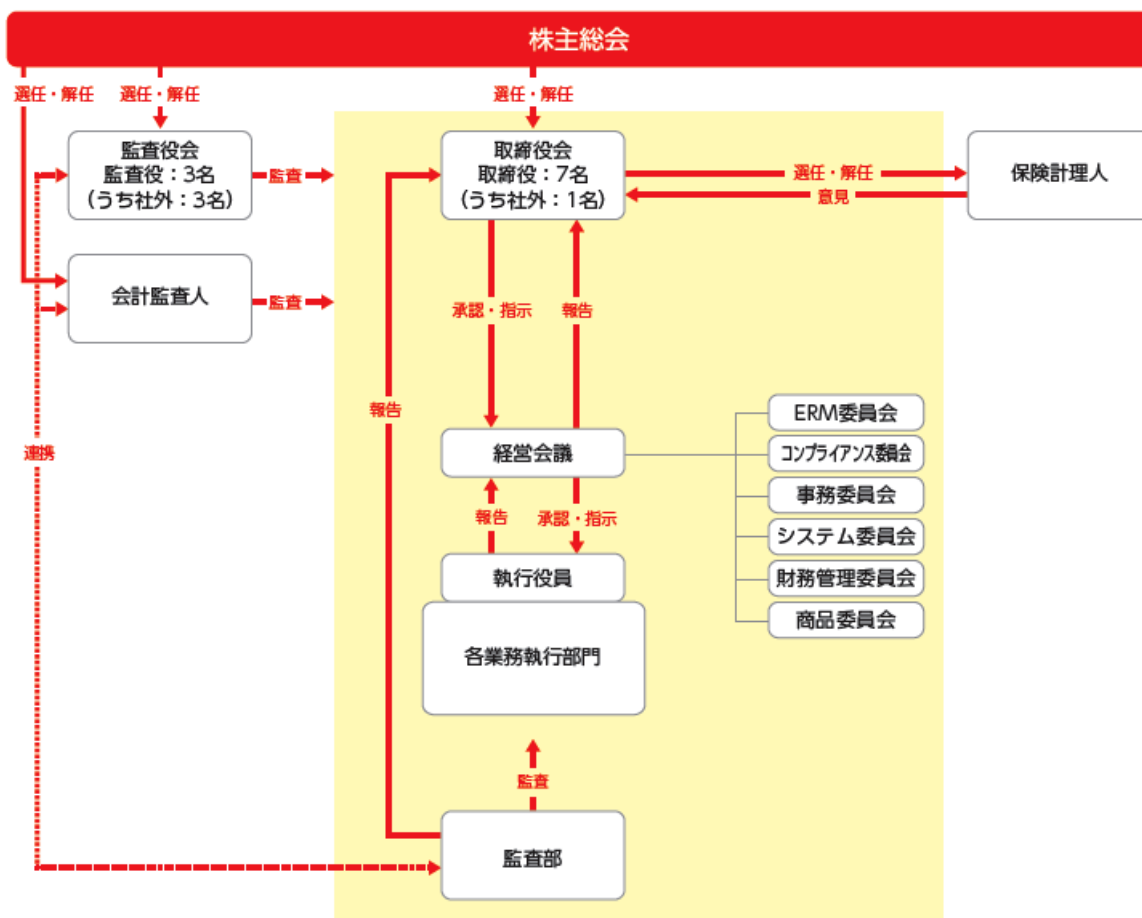 株主総会
選任・解任
選任・解任
選任・解任
監査役会
監査役：3名
（うち社外：3名）
監査
取締役会
取締役：7名
（うち社外：1名）
選任・解任
意見
保険計理人
会計監査人
監査
承認・指示
報告
報告
連携
経営会議
ERM委員会
コンプライアンス委員会
事務委員会
システム委員会
財務管理委員会
商品委員会
報告
承認・指示
執行役員
各業務執行部門
監査
監査部